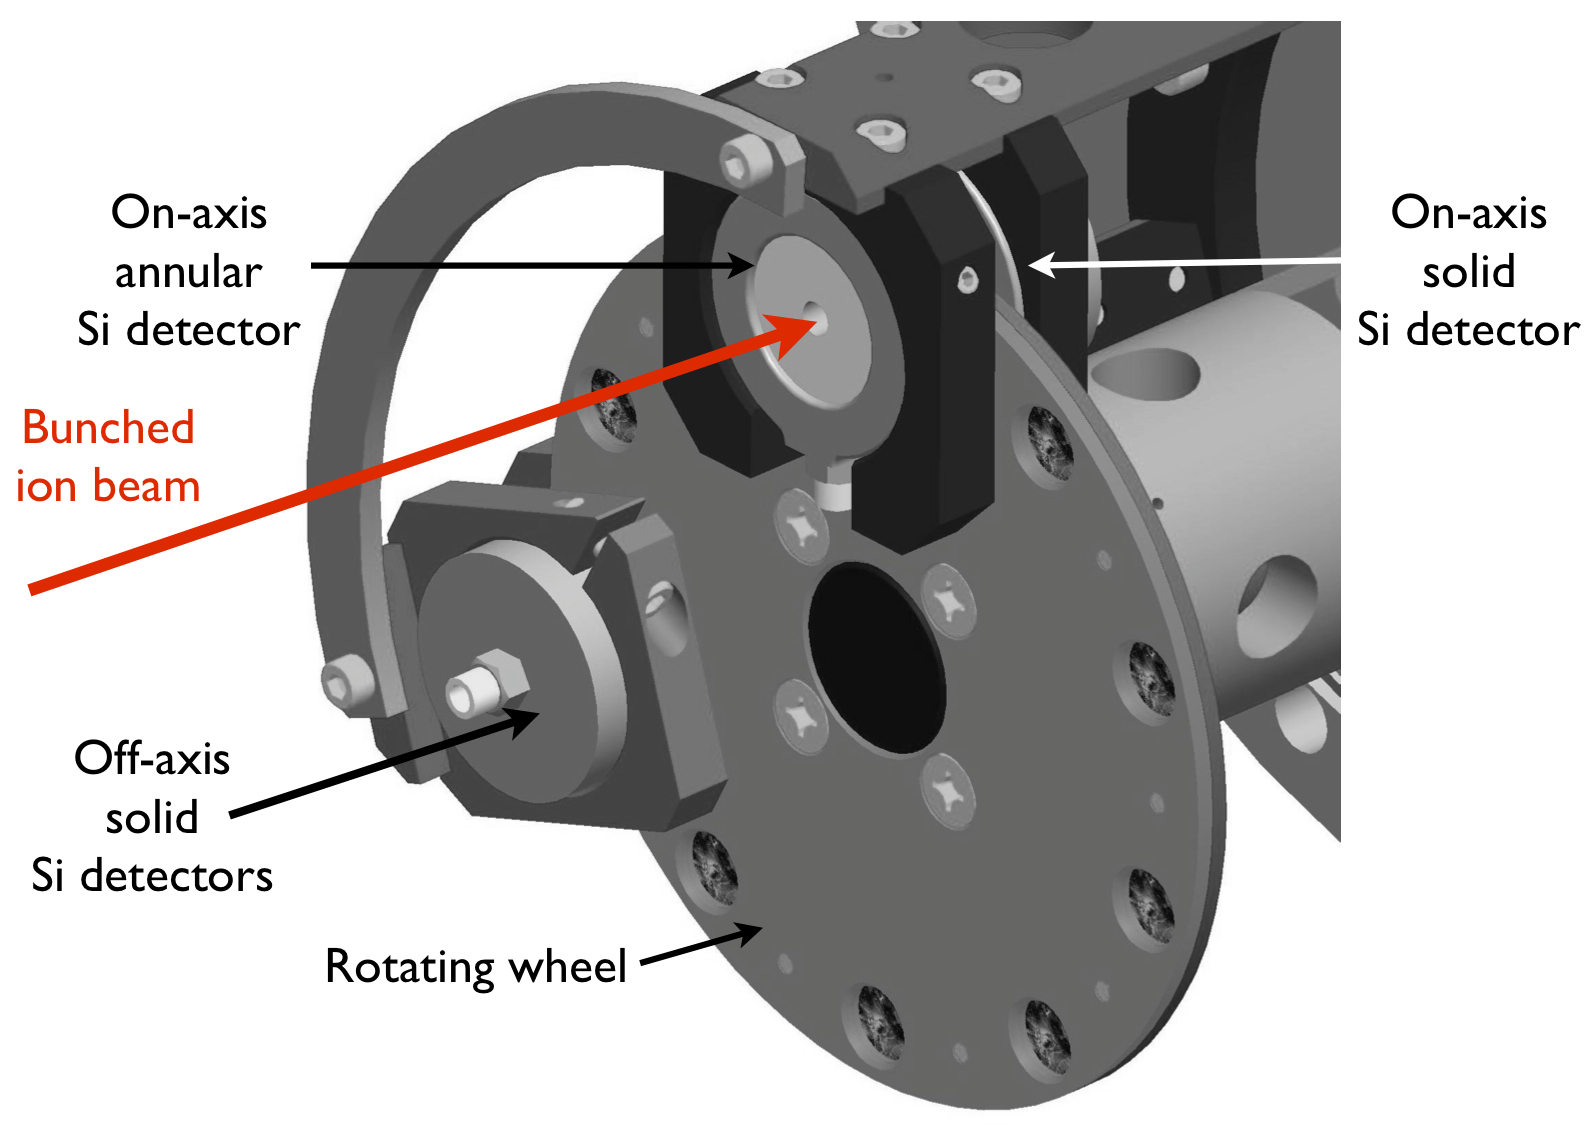 On-axis
annular
Si detector
On-axis
solid
Si detector
Bunched
ion beam
Off-axis
solid
Si detectors
Rotating wheel